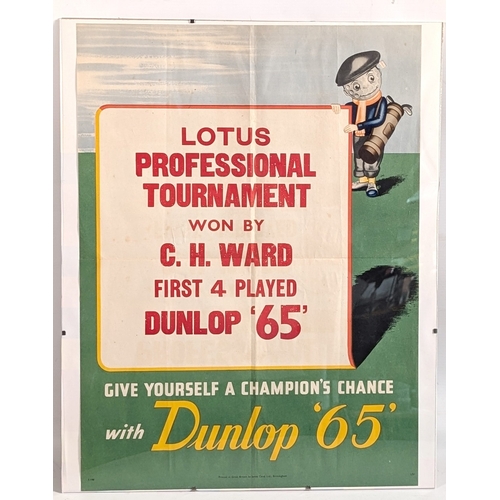 LOTUS
PROFESSIONAL
TOURNAMENT
WON BY
C. H. WARD
FIRST 4 PLAYED
DUNLOP '65'
GIVE YOURSELF A CHAMPION'S CHANCE
with Dunlop '65'